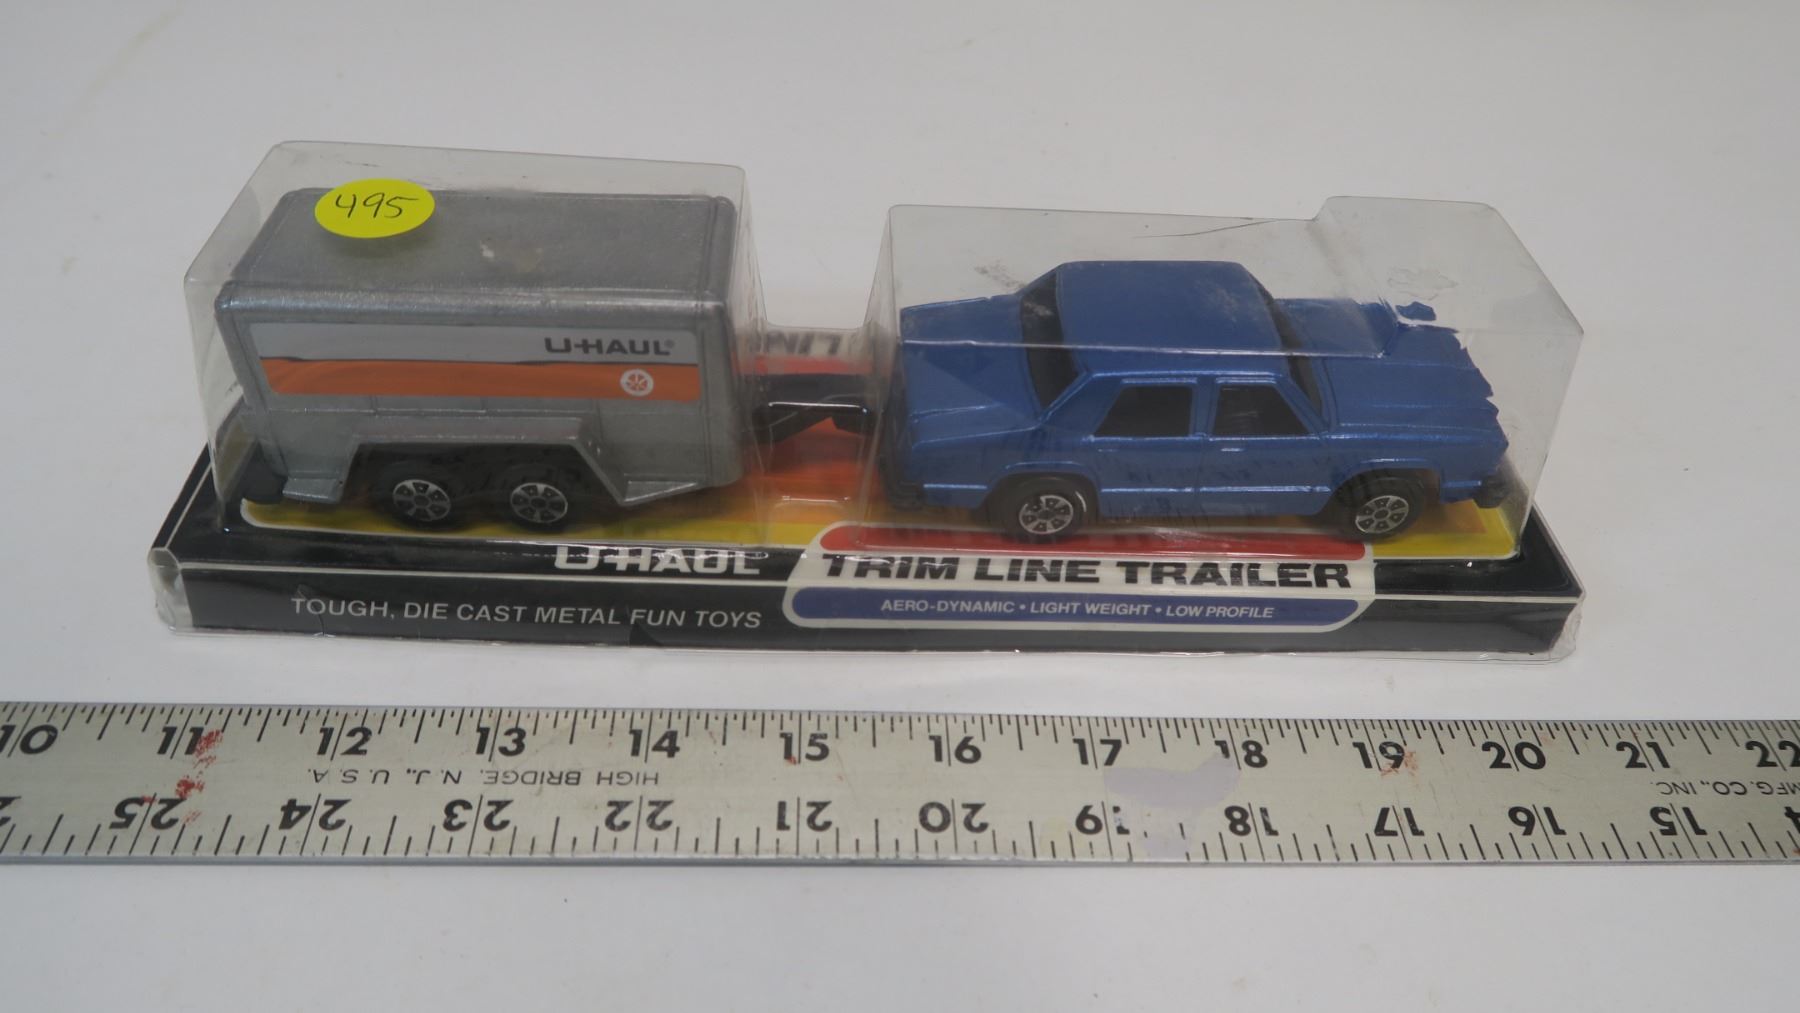 495
U-HAUL®
LINE
U-HAUL
TRIM LINE TRAILER
TOUGH, DIE CAST METAL FUN TOYS
AERO-DYNAMIC • LIGHT WEIGHT • LOW PROFILE
10 11 12 13 14 15 16 17 18 19 20 21 22
HIGH BRIDGE, N.J., U.S.A.
MFG. CO., INC.
25 24 23 22 21 20 19 18 17 16 15